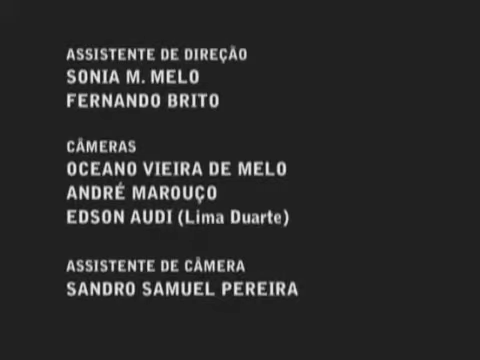 ASSISTENTE DE DIREÇÃO
SONIA M. MELO
FERNANDO BRITO
CÂMERAS
OCEANO VIEIRA DE MELO
ANDRÉ MAROUÇO
EDSON AUDI (Lima Duarte)
ASSISTENTE DE CÂMERA
SANDRO SAMUEL PEREIRA